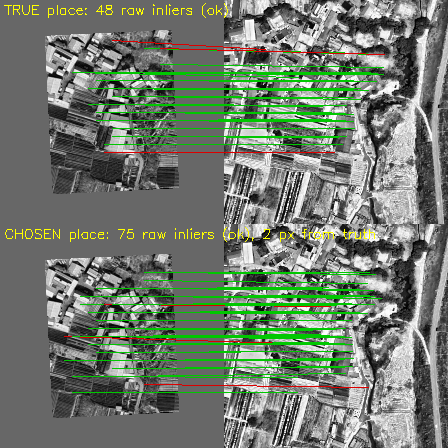 TRUE place: 48 raw inliers (ok)
CHOSEN place: 75 raw inliers (ok), 2 px from truth